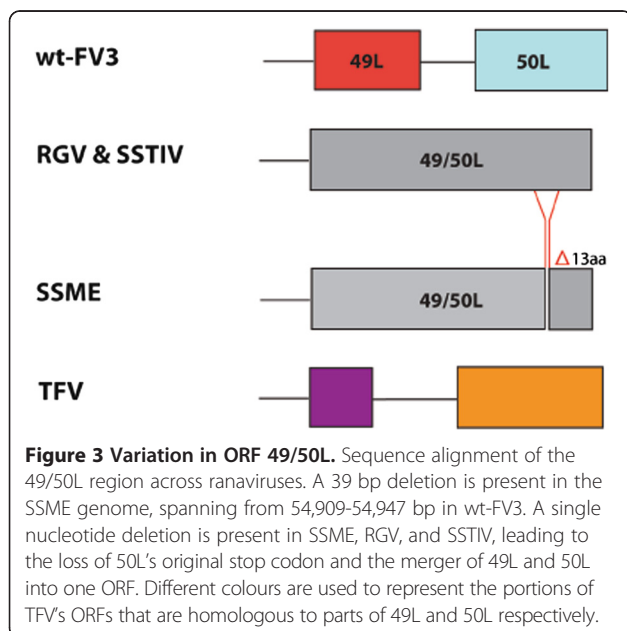 wt-FV3
49L
50L
RGV & SSTIV
49/50L
Δ 13aa
SSME
49/50L
TFV
Figure 3 Variation in ORF 49/50L. Sequence alignment of the
49/50L region across ranaviruses. A 39 bp deletion is present in the
SSME genome, spanning from 54,909-54,947 bp in wt-FV3. A single
nucleotide deletion is present in SSME, RGV, and SSTIV, leading to
the loss of 50L's original stop codon and the merger of 49L and 50L
into one ORF. Different colours are used to represent the portions of
TFV's ORFs that are homologous to parts of 49L and 50L respectively.